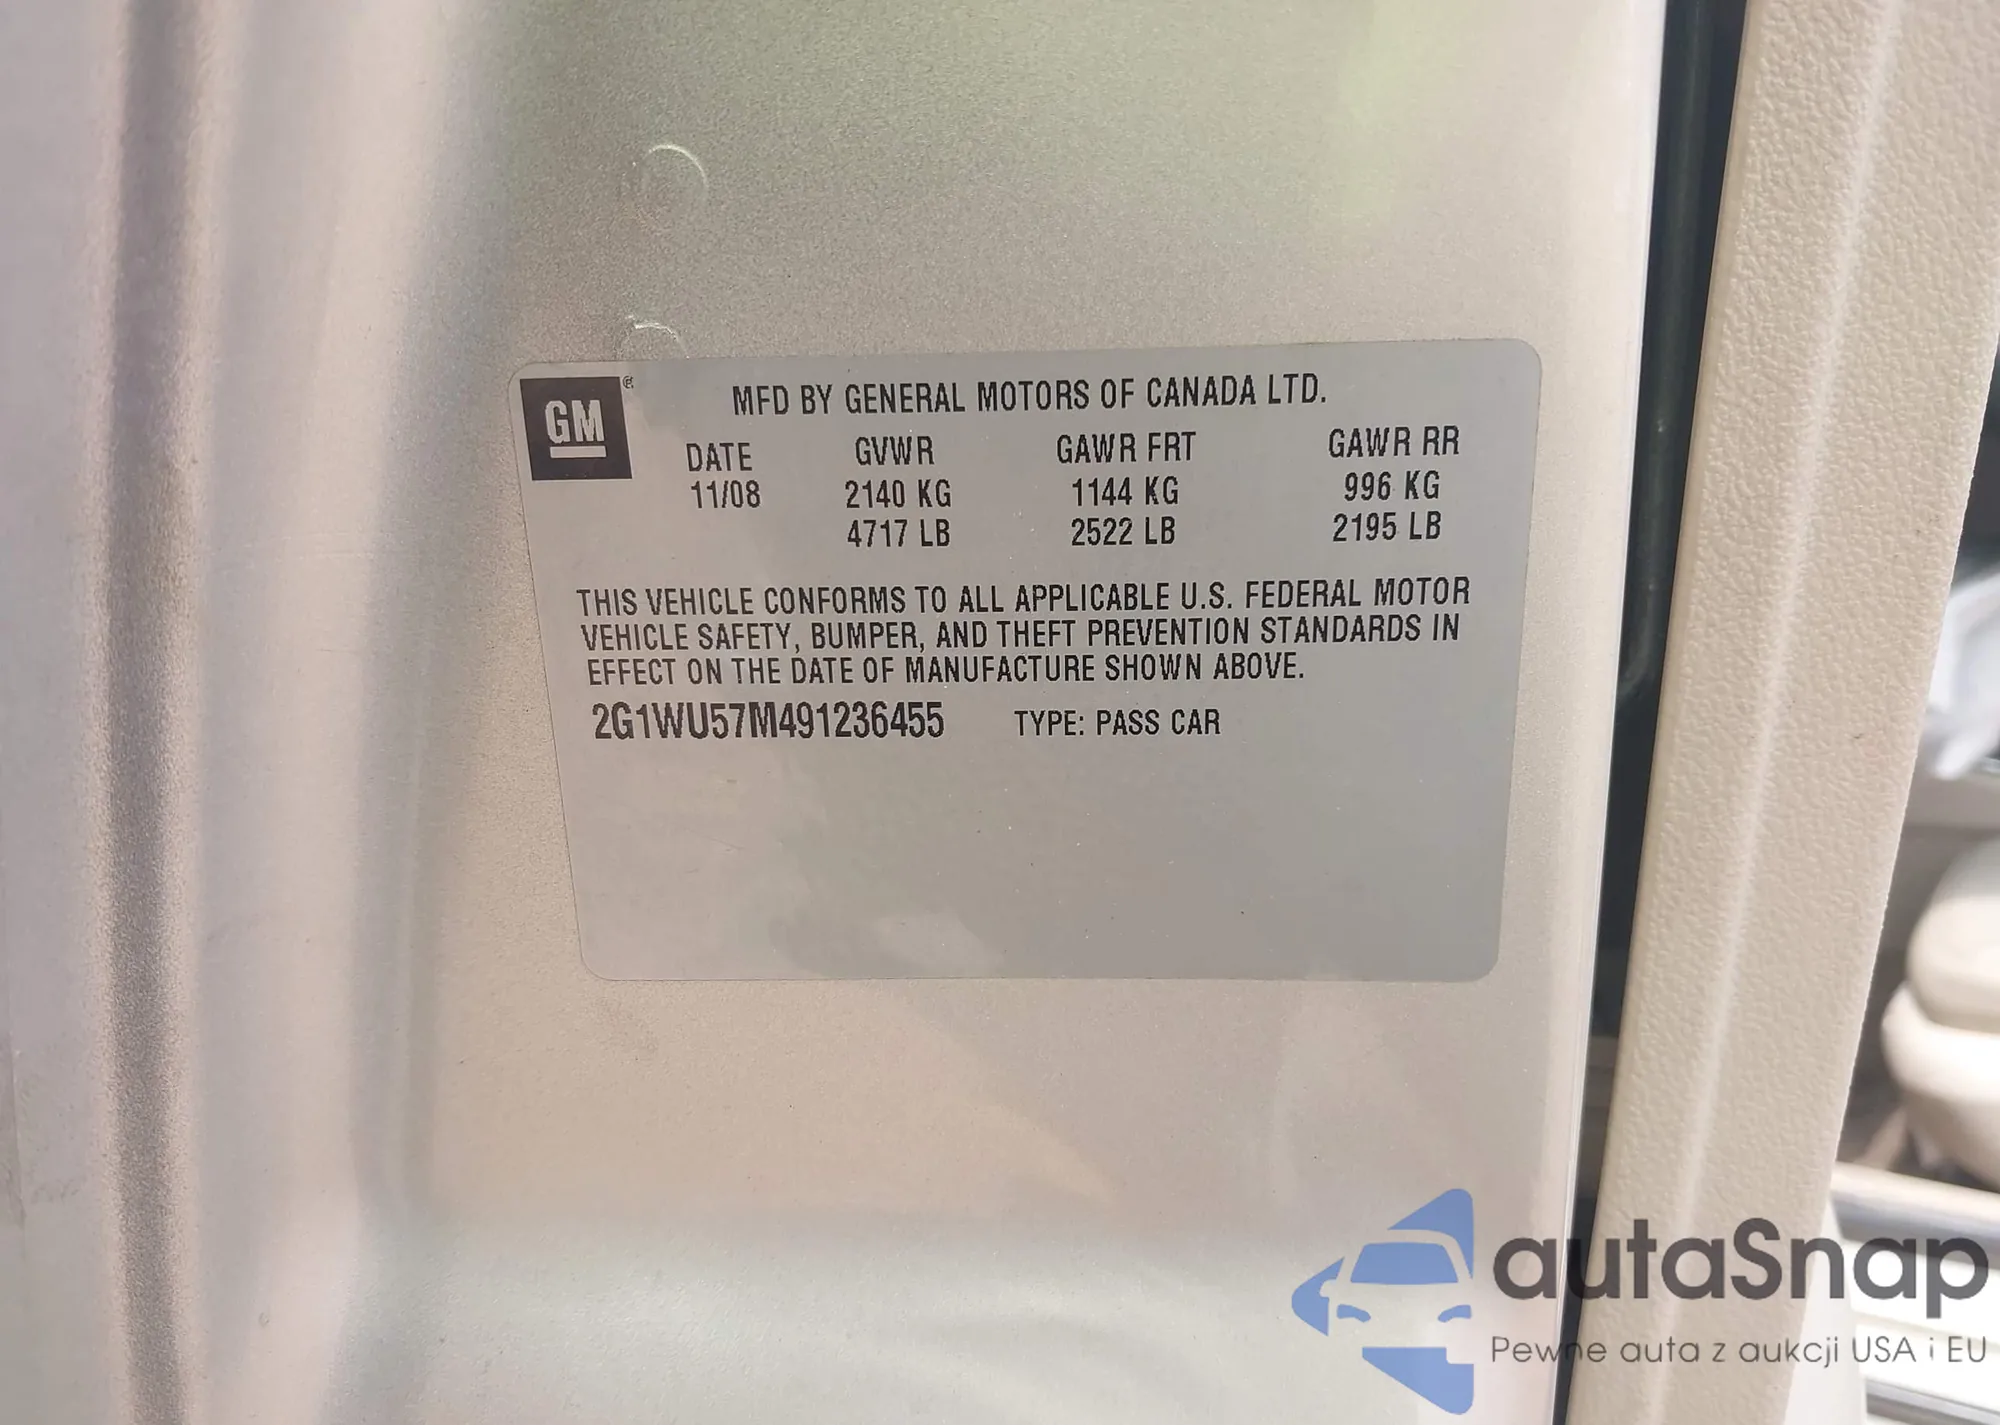 GM®
MFD BY GENERAL MOTORS OF CANADA LTD.
DATE GVWR GAWR FRT GAWR RR
11/08 2140 KG 1144 KG 996 KG
4717 LB 2522 LB 2195 LB
THIS VEHICLE CONFORMS TO ALL APPLICABLE U.S. FEDERAL MOTOR
VEHICLE SAFETY, BUMPER, AND THEFT PREVENTION STANDARDS IN
EFFECT ON THE DATE OF MANUFACTURE SHOWN ABOVE.
2G1WU57M491236455 TYPE: PASS CAR
autaSnap
Pewne auta z aukcji USA i EU